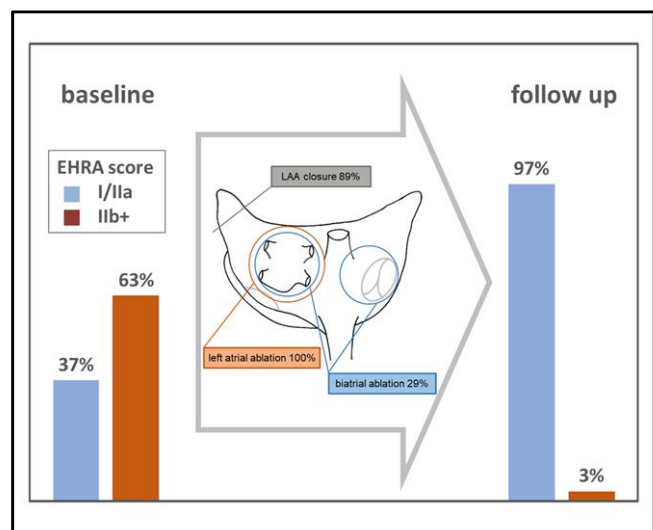 baseline
follow up
EHRA score
I/IIa
IIb+
LAA closure 89%
97%
63%
37%
left atrial ablation 100%
biatrial ablation 29%
3%